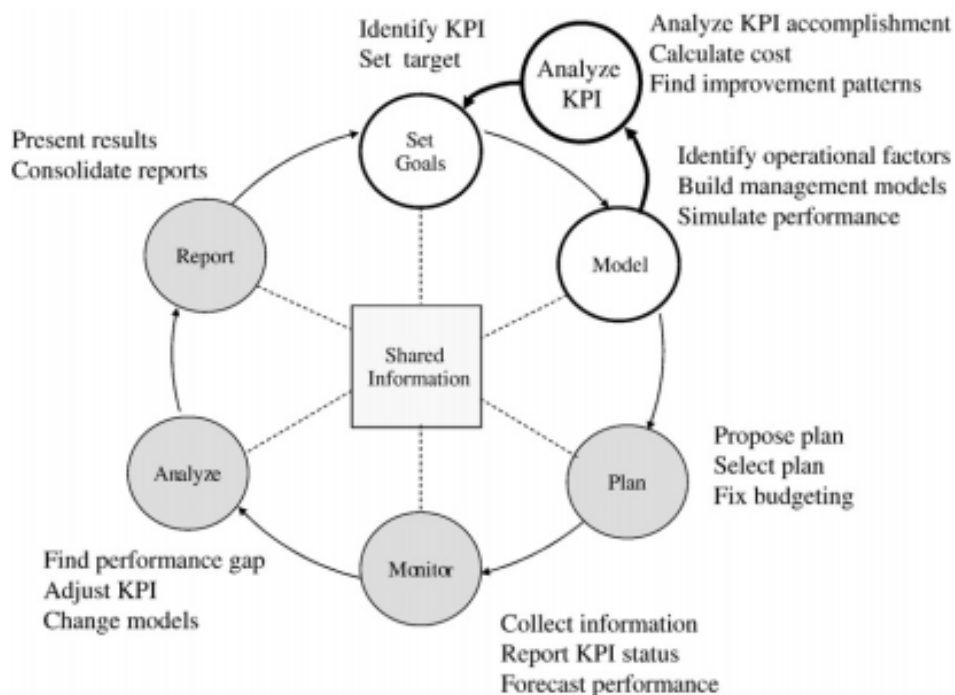 Identify KPI
Set target
Analyze
KPI
Analyze KPI accomplishment
Calculate cost
Find improvement patterns
Present results
Consolidate reports
Set
Goals
Identify operational factors
Build management models
Simulate performance
Report
Model
Shared
Information
Analyze
Plan
Propose plan
Select plan
Fix budgeting
Monitor
Find performance gap
Adjust KPI
Change models
Collect information
Report KPI status
Forecast performance